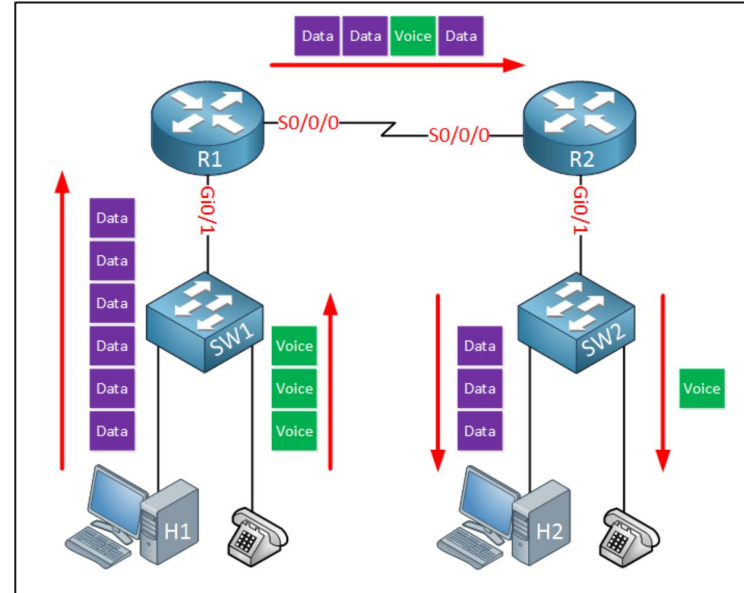 Data Data Voice Data
S0/0/0
S0/0/0
R1
R2
Gi0/1
Gi0/1
Data
Data
Data
Data
Data
Data
SW1
Voice
Voice
Voice
Data
Data
Data
SW2
Voice
H1
H2